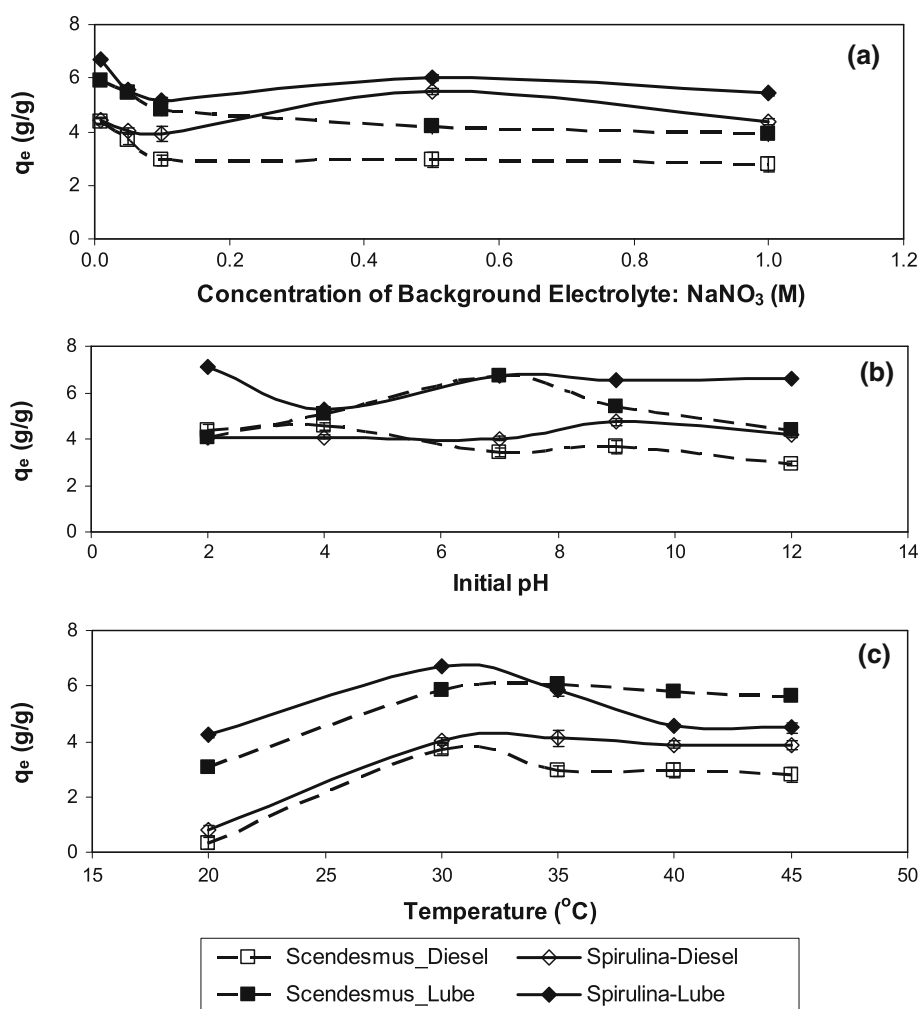 8
6
4
2
0
qe (g/g)
(a)
0.0 0.2 0.4 0.6 0.8 1.0 1.2
Concentration of Background Electrolyte: NaNO3 (M)
8
6
4
2
0
qe (g/g)
(b)
0 2 4 6 8 10 12 14
Initial pH
8
6
4
2
0
qe (g/g)
(c)
15 20 25 30 35 40 45 50
Temperature (oC)
Scendesmus_Diesel Spirulina-Diesel
Scendesmus_Lube Spirulina-Lube